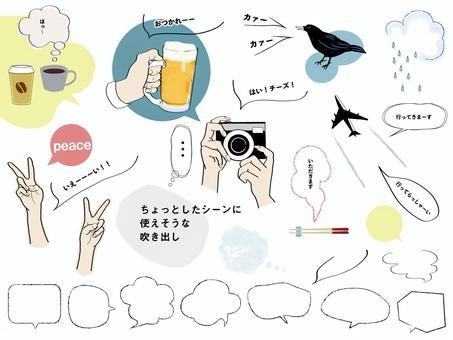 ほっ…
おつかれーー
カァー
カァー
はい！チーズ！
行ってきまーす
peace
いえーーーい！！
いただきます
行ってらっしゃーい
ちょっとしたシーンに
使えそうな
吹き出し